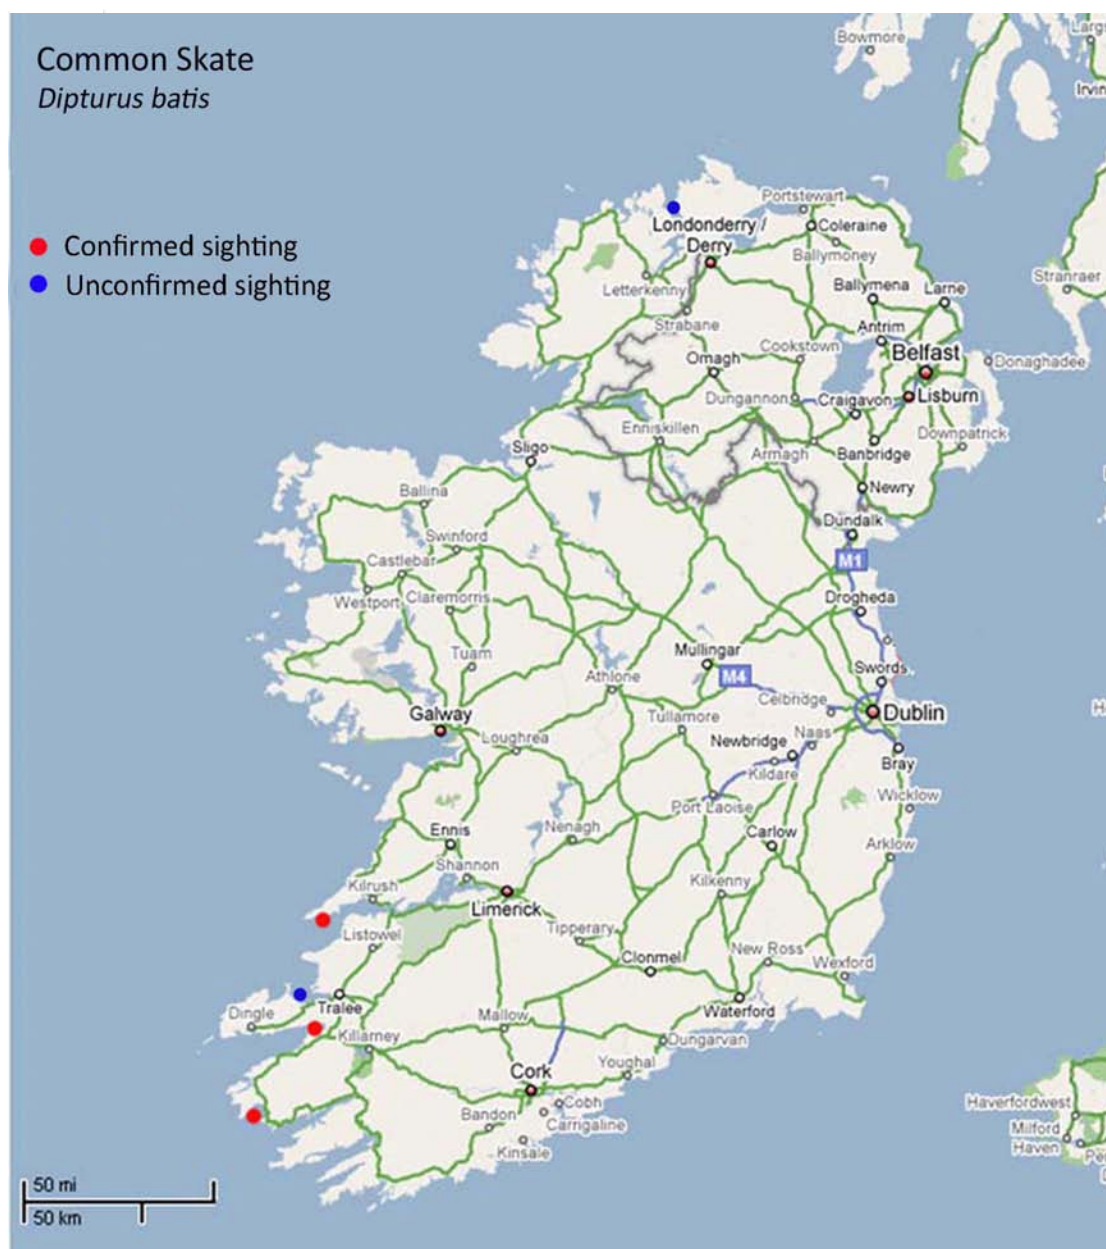 Common Skate
Dipturus batis
Confirmed sighting
Unconfirmed sighting
Bowmore
Portstewart
Londonderry /
Derry
Coleraine
Ballymoney
Stranraer
Letterkenny
Ballymena
Larne
Strabane
Antrim
Cookstown
Belfast
Omagh
Donaghadee
Dungannon
Craigavon
Lisburn
Enniskillen
Downpatrick
Sligo
Armagh
Banbridge
Ballina
Newry
Dundalk
Swinford
M1
Castlebar
Westport
Claremorris
Drogheda
Mullingar
Tuam
Swords
Athlone
M4
Celbridge
Galway
Dublin
Tullamore
Loughrea
Naas
Newbridge
Bray
Kildare
Wicklow
Port Laoise
Ennis
Nenagh
Carlow
Arklow
Shannon
Kilrush
Kilkenny
Limerick
Listowel
Tipperary
New Ross
Clonmel
Wexford
Tralee
Dingle
Mallow
Waterford
Killarney
Dungarvan
Youghal
Cork
Cobh
Bandon
Carrigaline
Kinsale
Haverfordwest
Milford
Haven
50 mi
50 km